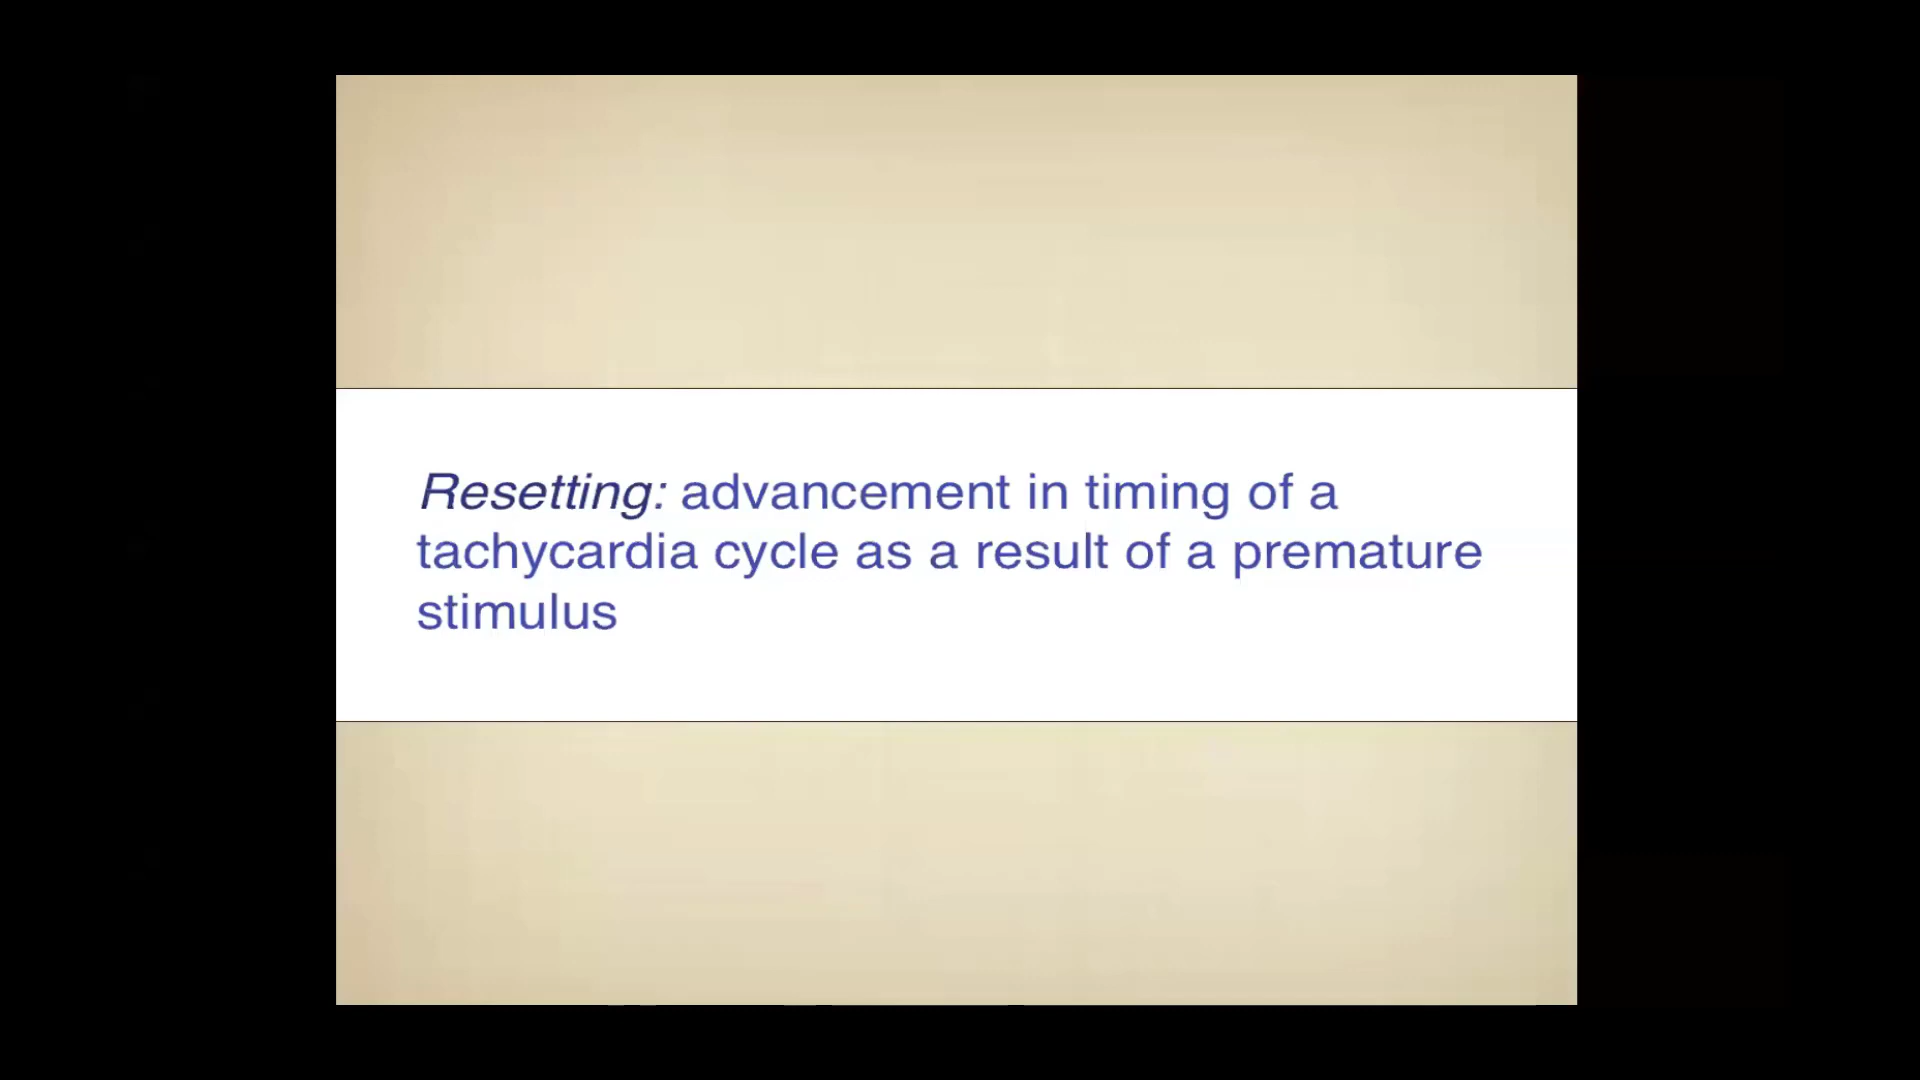 Resetting: advancement in timing of a
tachycardia cycle as a result of a premature
stimulus